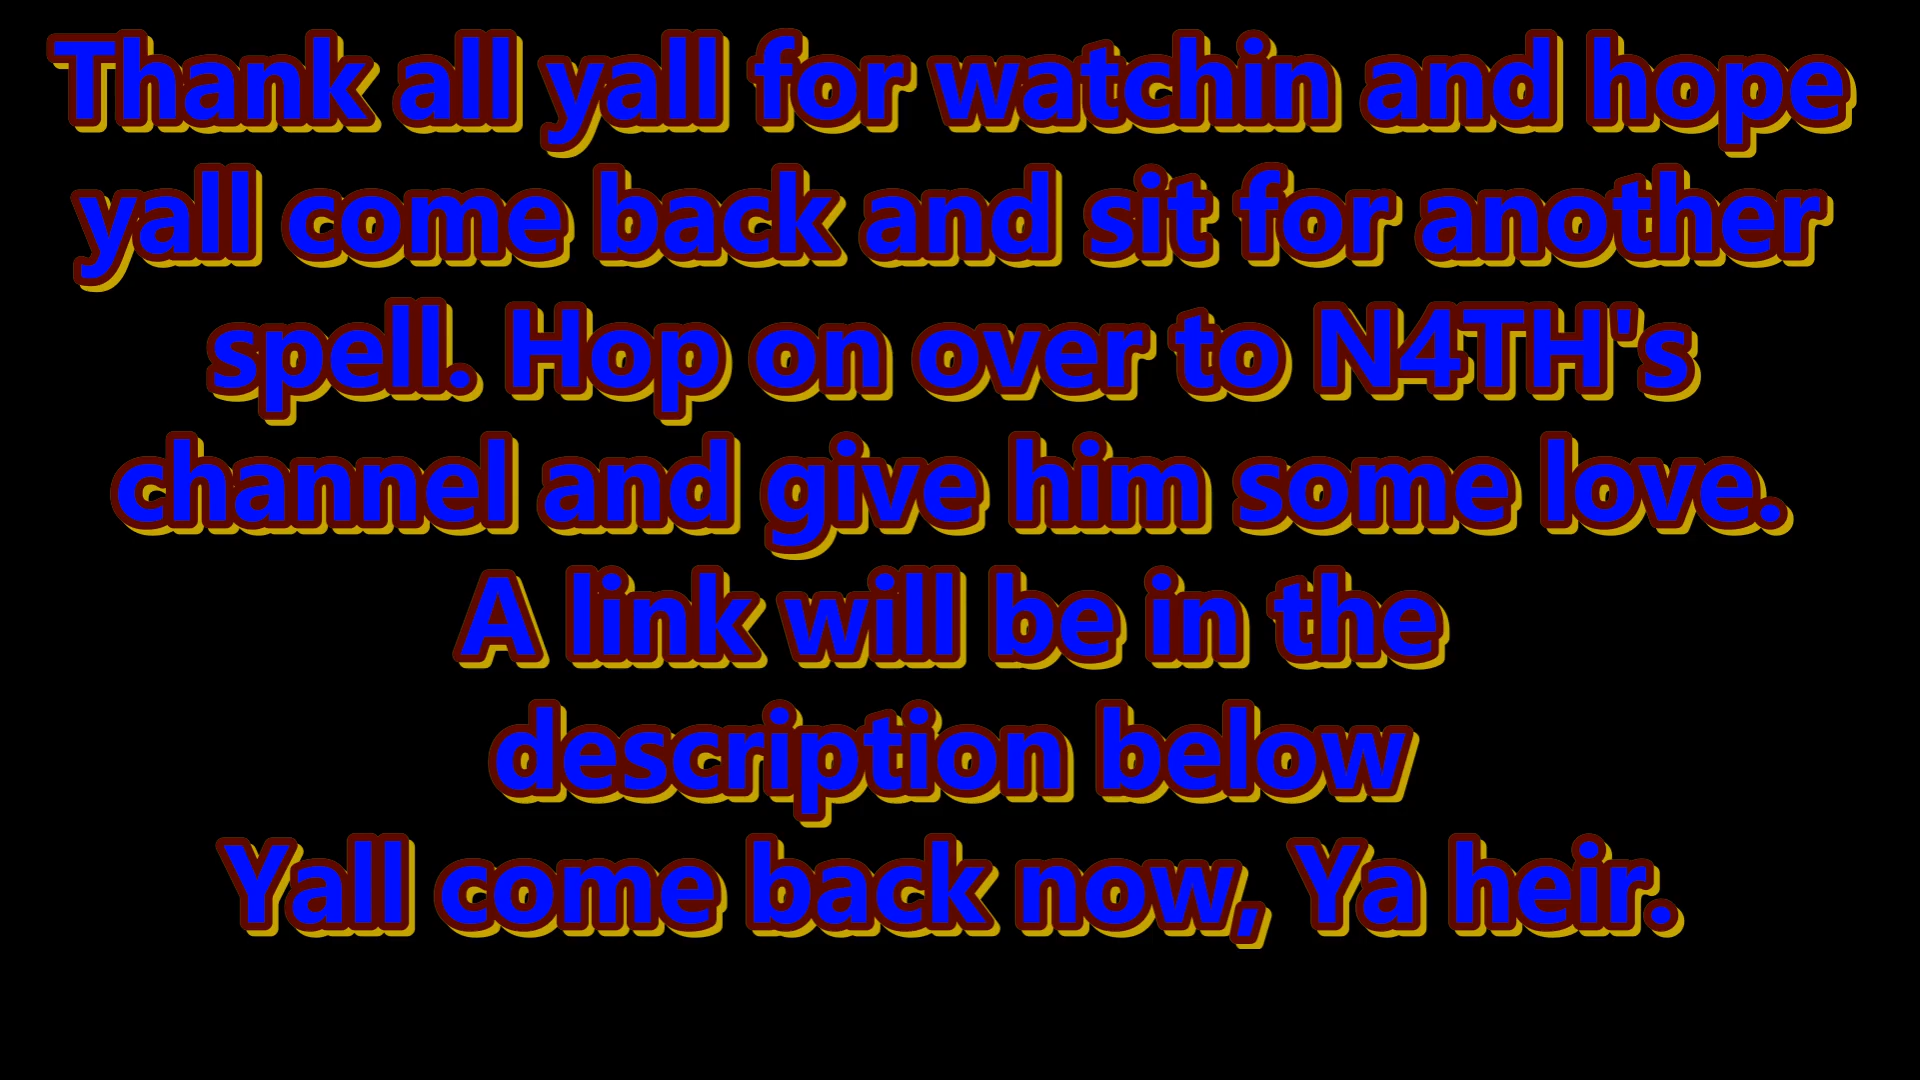 Thank all yall for watchin and hope
yall come back and sit for another
spell. Hop on over to N4TH's
channel and give him some love.
A link will be in the
description below
Yall come back now, Ya heir.